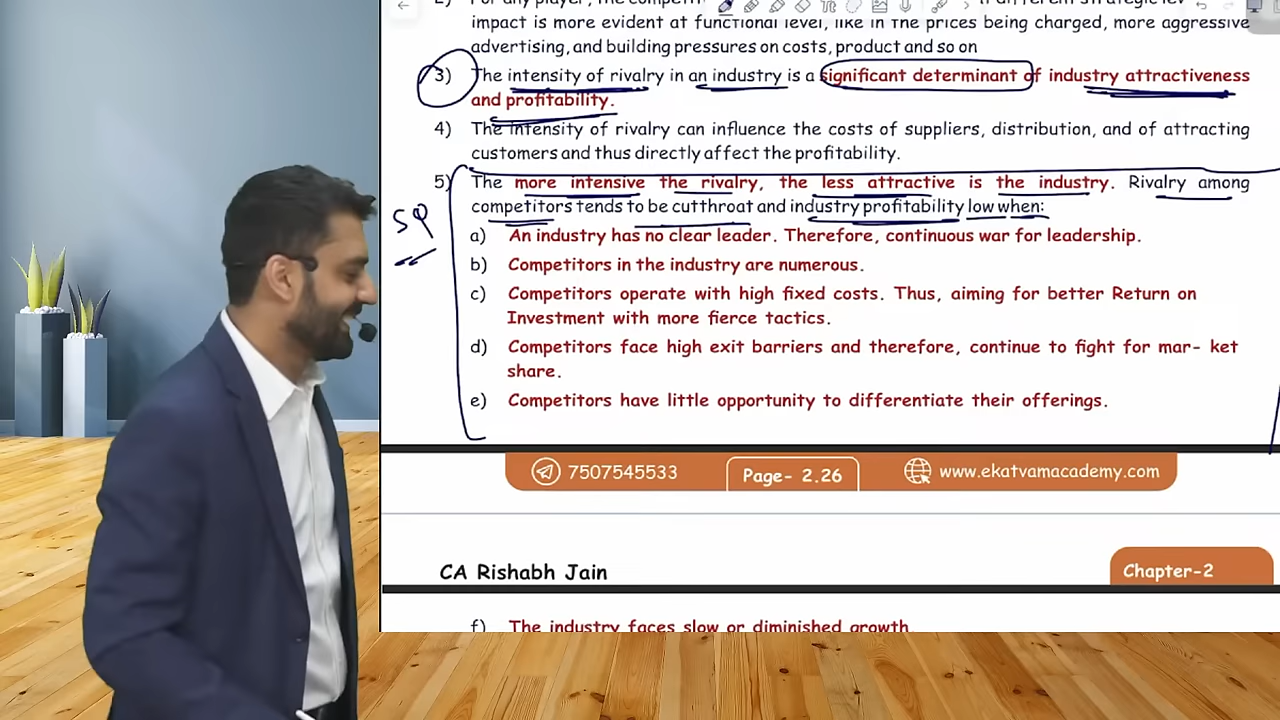 2) For any player, the competi
impact is more evident at functional level, like in the prices being charged, more aggressive
advertising, and building pressures on costs, product and so on
3) The intensity of rivalry in an industry is a significant determinant of industry attractiveness
and profitability.
4) The intensity of rivalry can influence the costs of suppliers, distribution, and of attracting
customers and thus directly affect the profitability.
5) The more intensive the rivalry, the less attractive is the industry. Rivalry among
competitors tends to be cutthroat and industry profitability low when:
SQ
a) An industry has no clear leader. Therefore, continuous war for leadership.
b) Competitors in the industry are numerous.
c) Competitors operate with high fixed costs. Thus, aiming for better Return on
Investment with more fierce tactics.
d) Competitors face high exit barriers and therefore, continue to fight for mar- ket
share.
e) Competitors have little opportunity to differentiate their offerings.
7507545533 Page- 2.26 www.ekatvamacademy.com
CA Rishabh Jain Chapter-2
f) The industry faces slow or diminished growth.